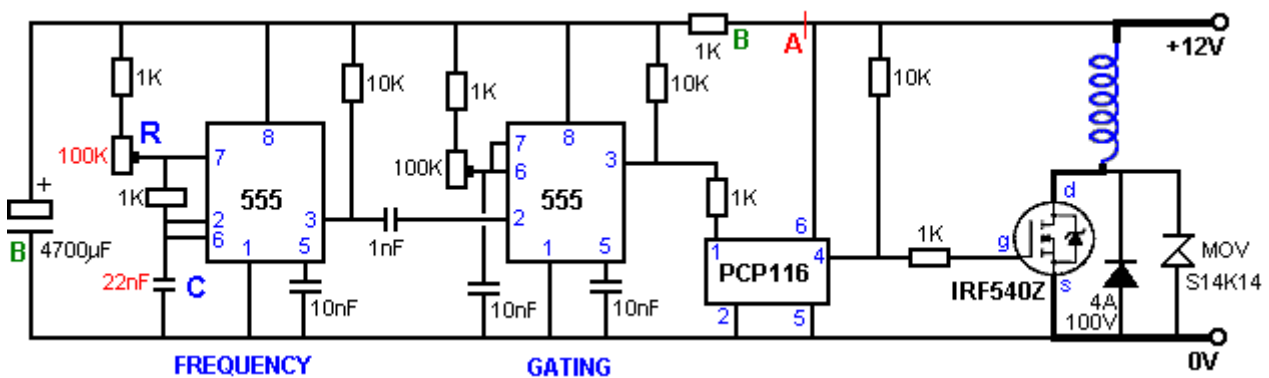 1K
B
A
+12V
1K
10K
1K
10K
10K
R
100K
7
8
555
1K
2
6
3
1
5
B
+
4700µF
22nF
C
10nF
1nF
100K
7
6
8
3
555
2
1
5
10nF
10nF
1K
1
6
4
PCP116
2
5
1K
g
d
s
IRF540Z
4A
100V
MOV
S14K14
FREQUENCY
GATING
0V